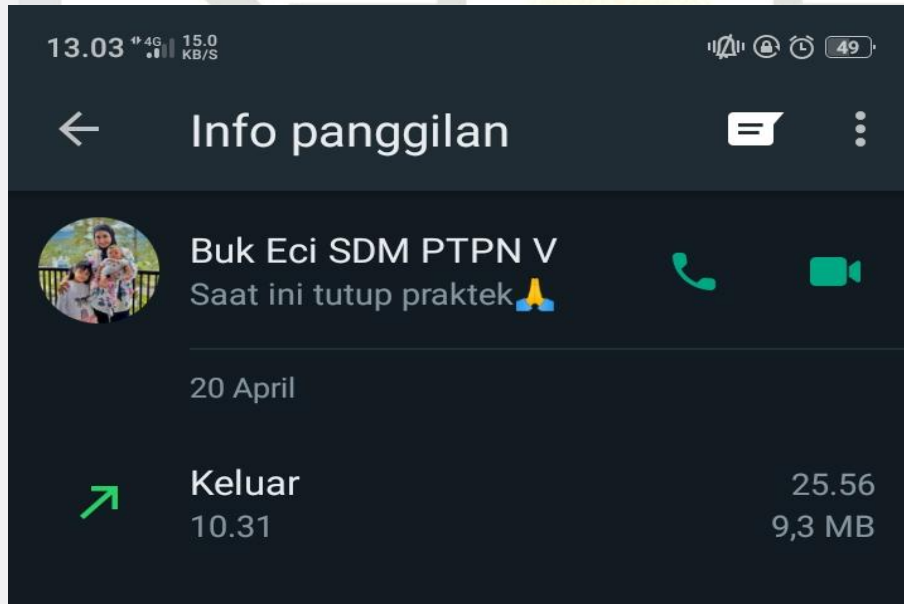 13.03 4G 15.0 KB/S 49
Info panggilan
Buk Eci SDM PTPN V
Saat ini tutup praktek🙏
20 April
Keluar 25.56
10.31 9,3 MB